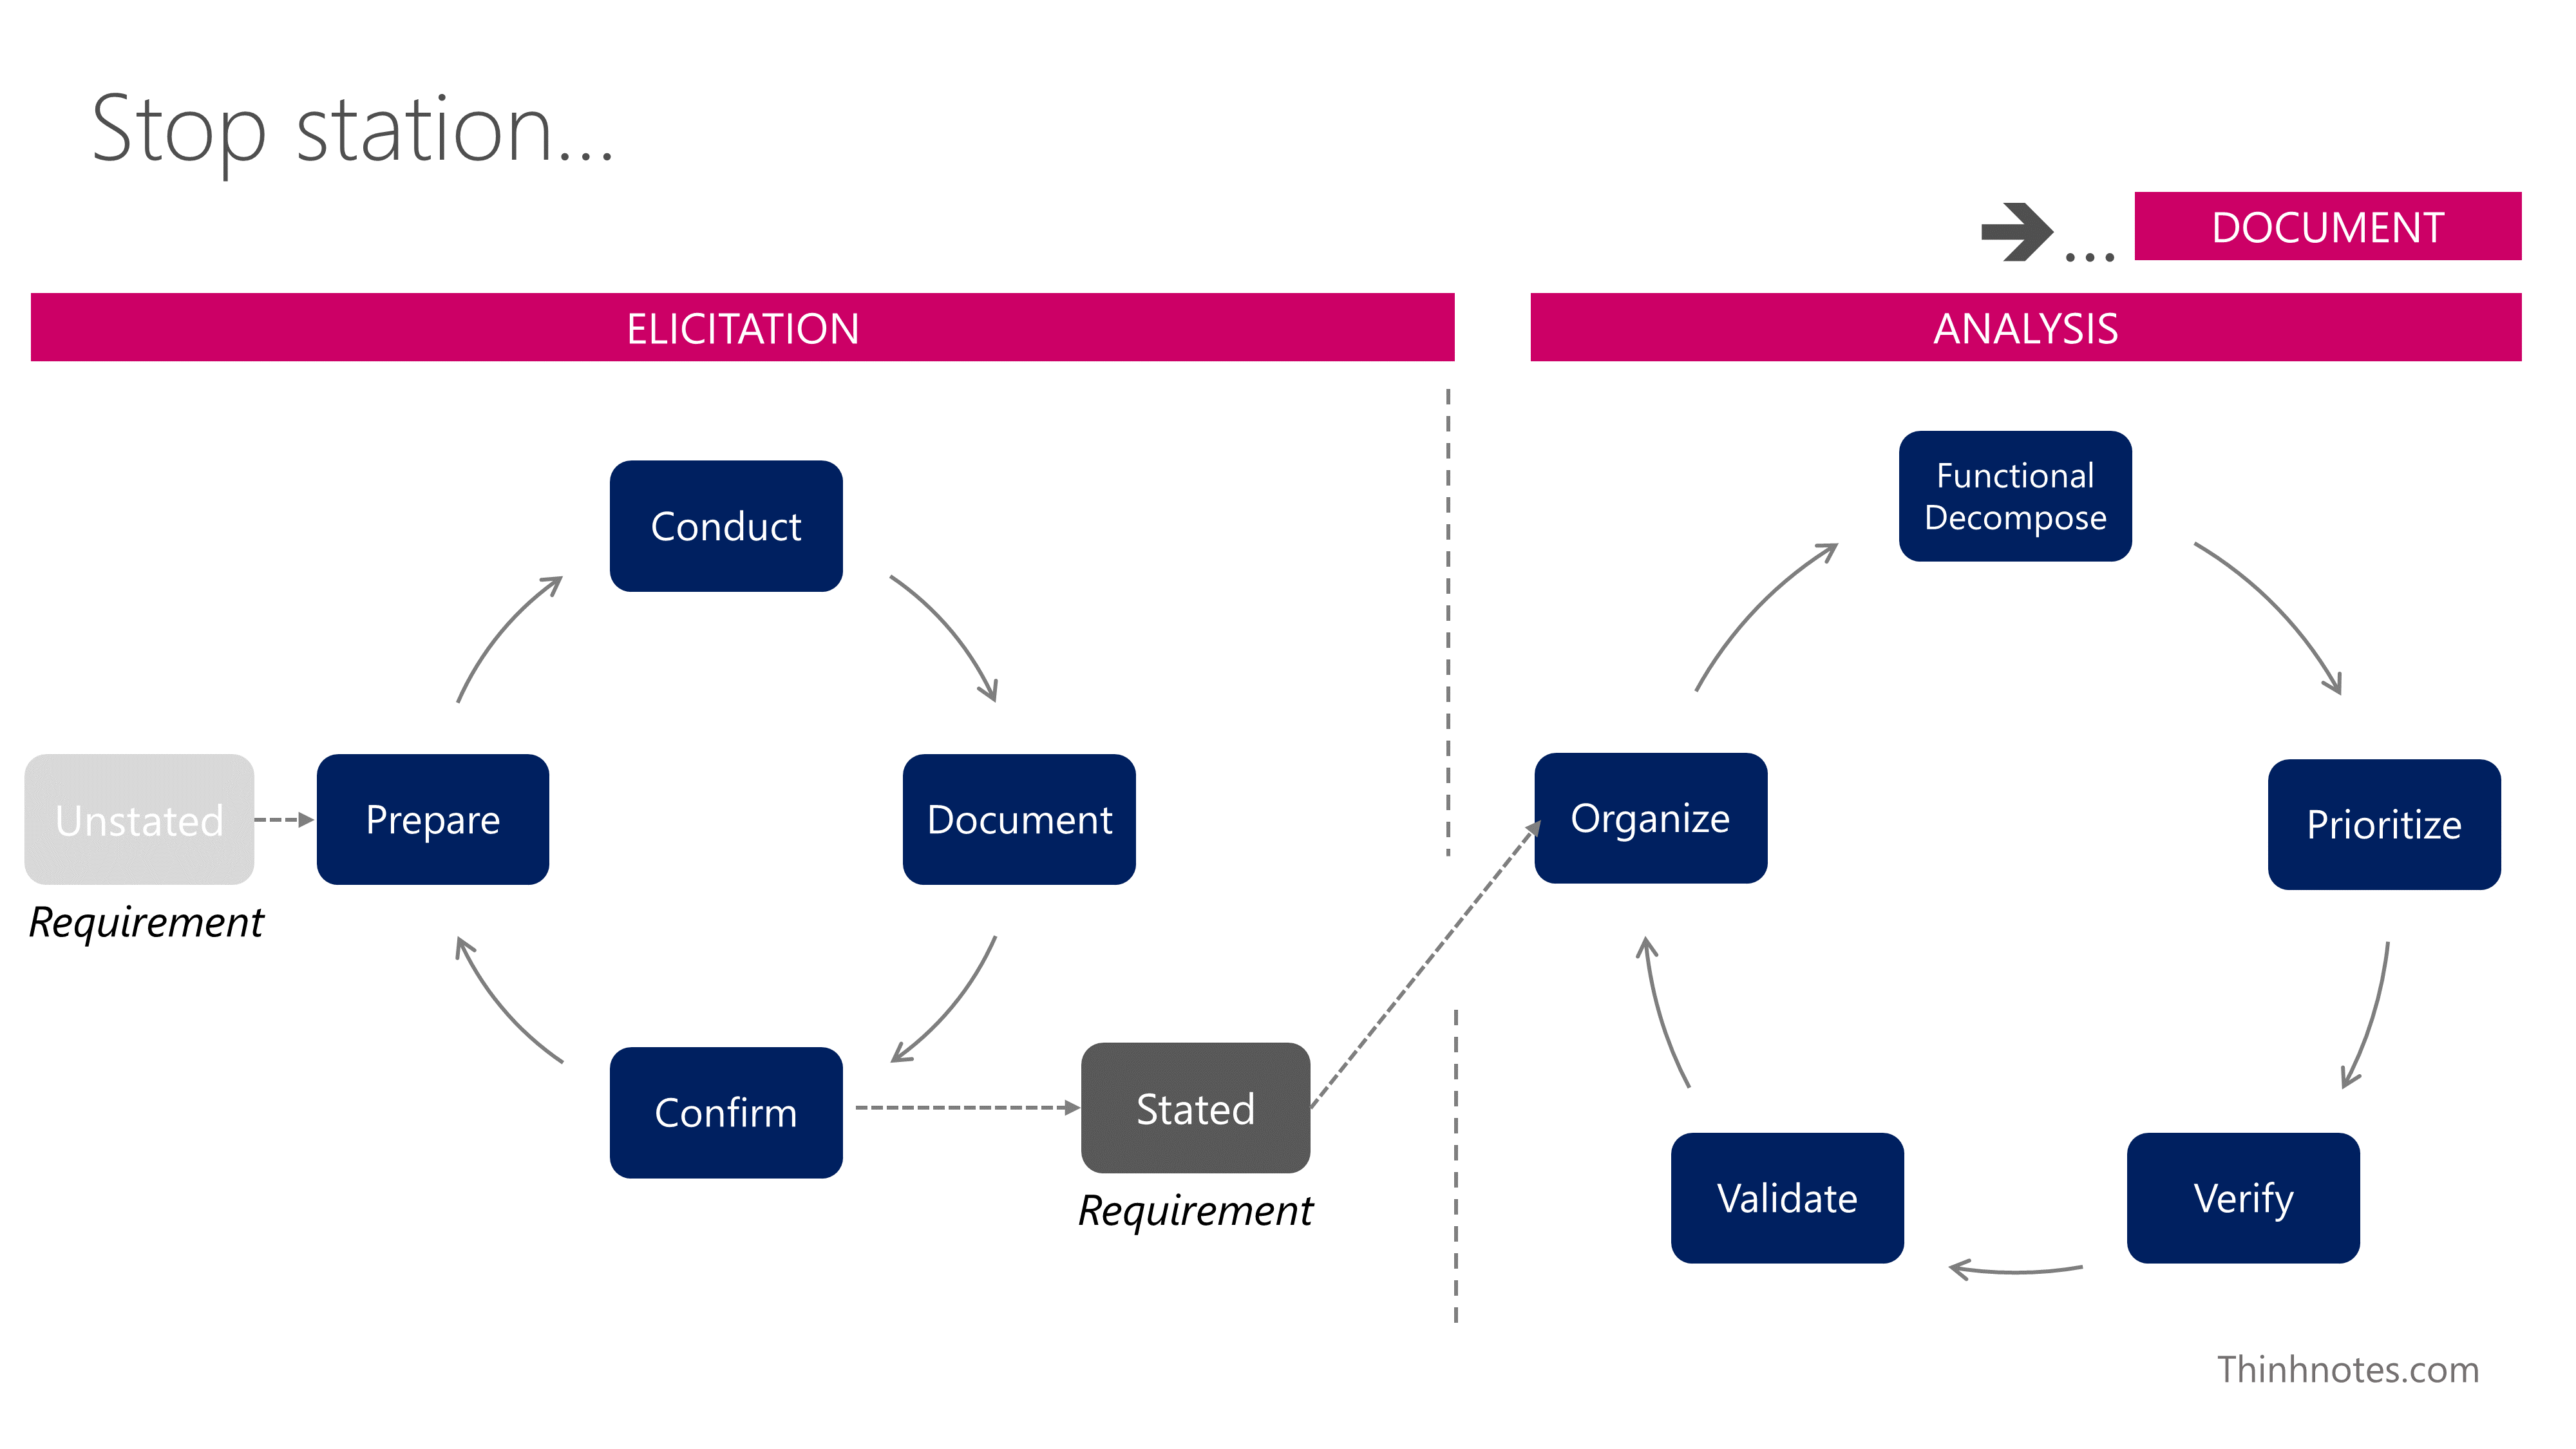 Stop station...
...
DOCUMENT
ELICITATION
ANALYSIS
Conduct
Unstated
Prepare
Document
Requirement
Confirm
Stated
Requirement
Functional
Decompose
Organize
Prioritize
Validate
Verify
Thinhnotes.com